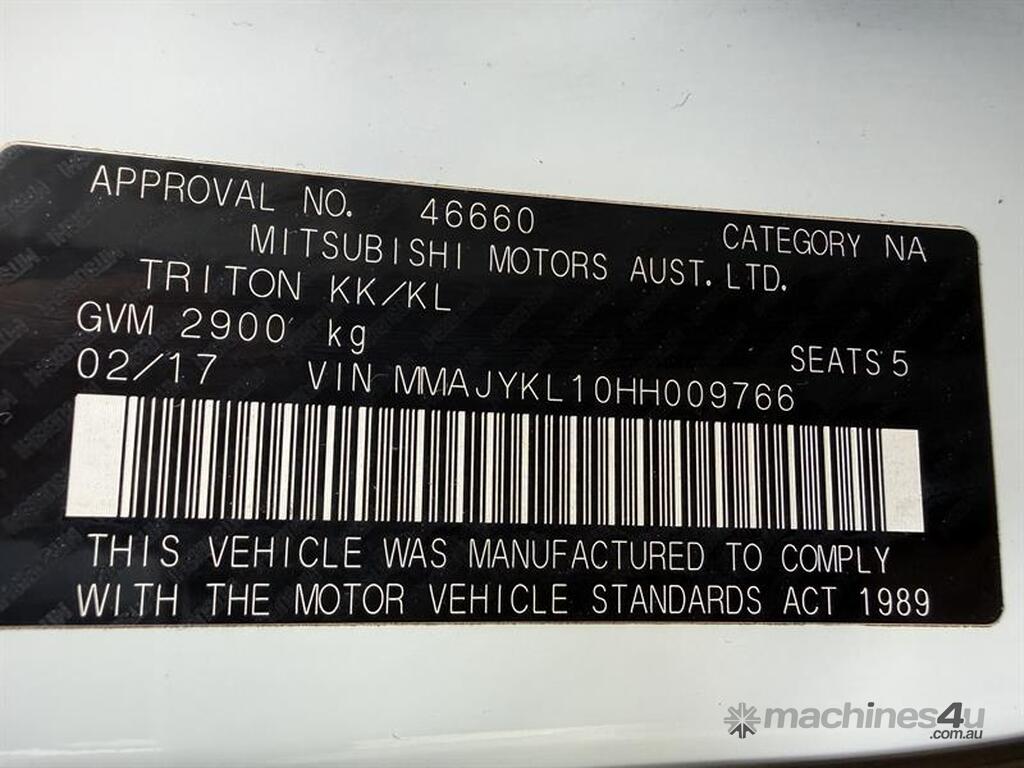 APPROVAL NO. 46660 CATEGORY NA
MITSUBISHI MOTORS AUST. LTD.
TRITON KK/KL
GVM 2900 kg SEATS 5
02/17 VIN MMAJYKL10HH009766
THIS VEHICLE WAS MANUFACTURED TO COMPLY
WITH THE MOTOR VEHICLE STANDARDS ACT 1989
machines4u
.com.au